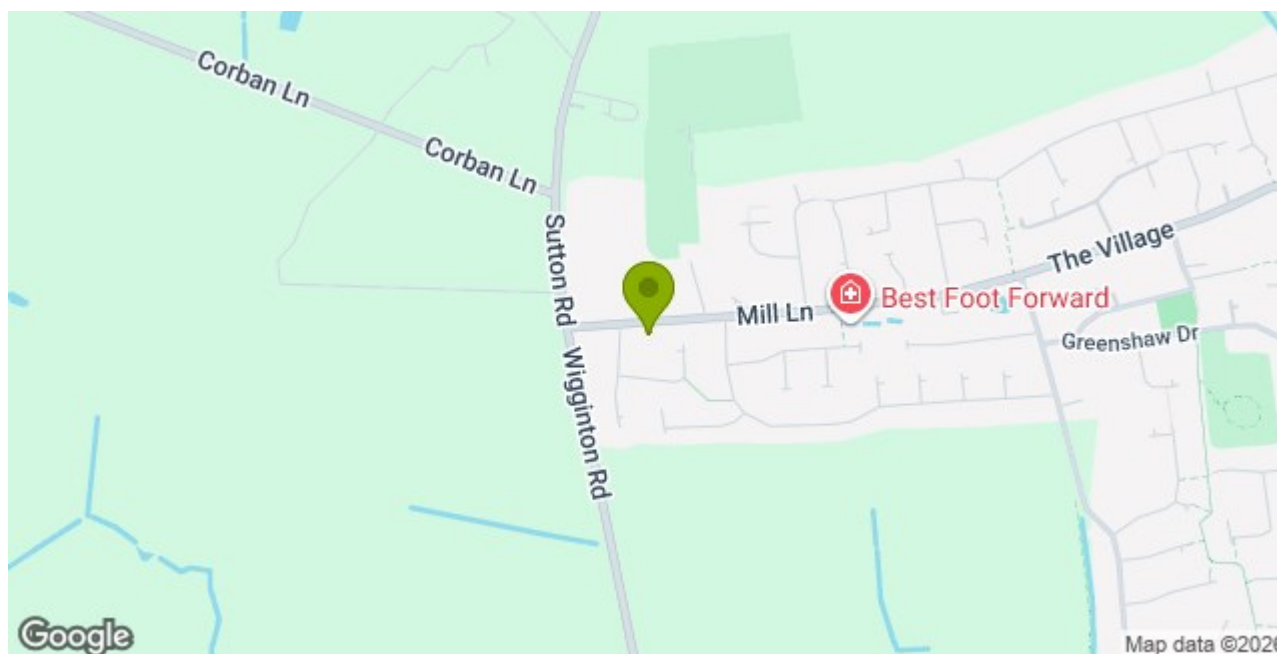 Corban Ln
Corban Ln
Sutton Rd
The Village
Best Foot Forward
Mill Ln
Greenshaw Dr
Wigginton Rd
Google
Map data ©2026